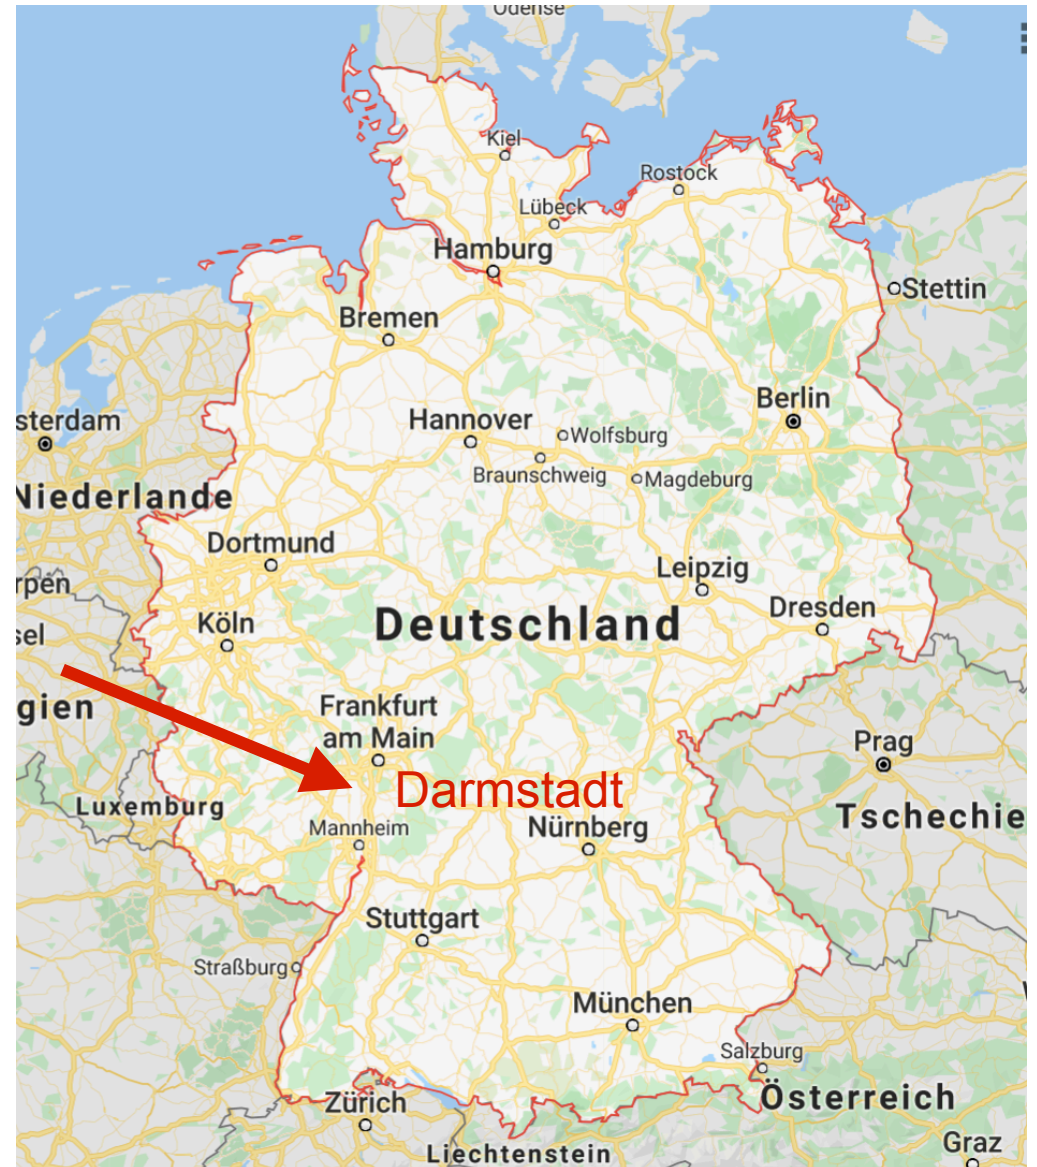 Odense
Kiel
Rostock
Lübeck
Hamburg
Stettin
Bremen
Berlin
sterdam
Hannover
Wolfsburg
Braunschweig
Magdeburg
Niederlande
Dortmund
Leipzig
rpen
Dresden
Köln
Deutschland
sel
gien
Frankfurt
am Main
Prag
Darmstadt
Luxemburg
Tschechie
Mannheim
Nürnberg
Stuttgart
Straßburg
München
Salzburg
Österreich
Zürich
Graz
Liechtenstein